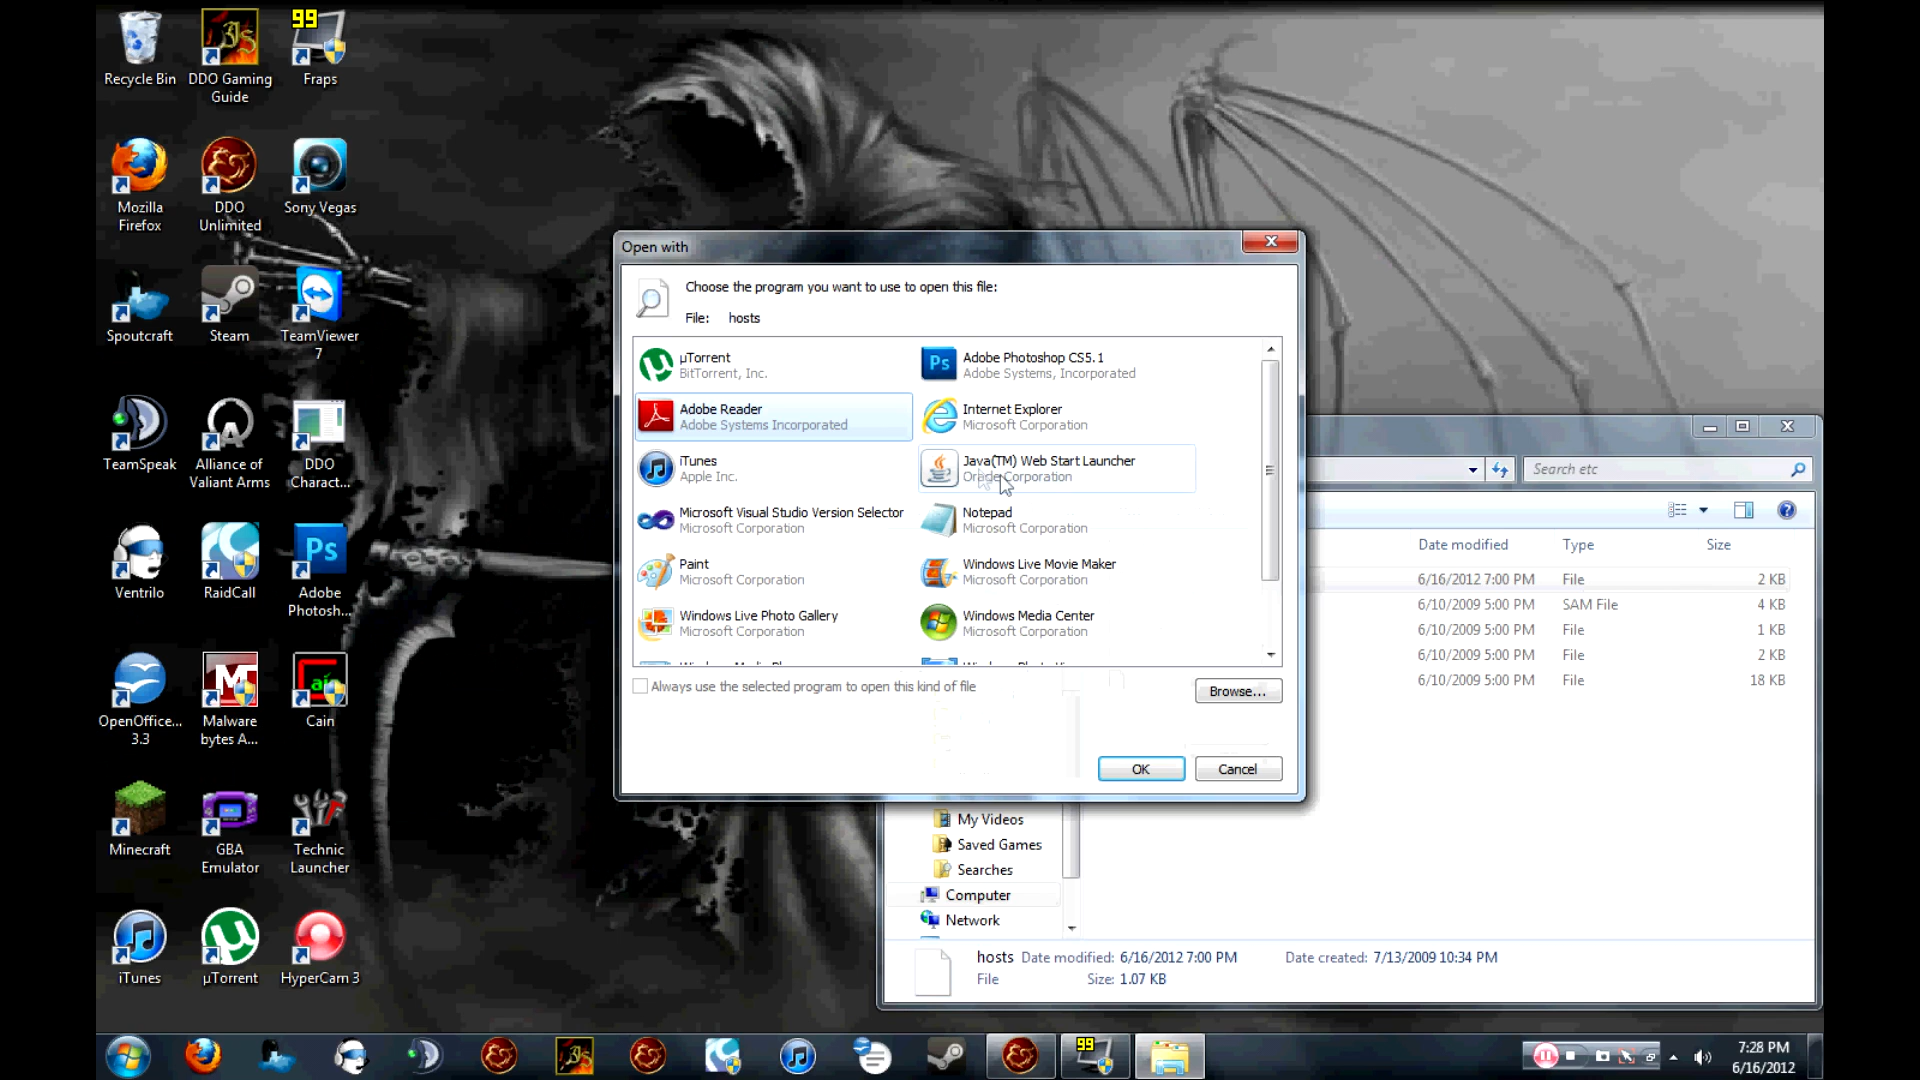 99
Recycle Bin
DDO Gaming
Guide
Fraps
Mozilla
Firefox
DDO
Unlimited
Sony Vegas
Spoutcraft
Steam
TeamViewer
7
TeamSpeak
Alliance of
Valiant Arms
DDO
Charact...
Ventrilo
RaidCall
Ps
Adobe
Photosh...
OpenOffice...
3.3
Malware
bytes A...
Cain
Minecraft
GBA
Emulator
Technic
Launcher
iTunes
µTorrent
HyperCam 3
Open with
Choose the program you want to use to open this file:
File: hosts
µTorrent
BitTorrent, Inc.
Ps
Adobe Photoshop CS5.1
Adobe Systems, Incorporated
Adobe Reader
Adobe Systems Incorporated
Internet Explorer
Microsoft Corporation
iTunes
Apple Inc.
Java(TM) Web Start Launcher
Oracle Corporation
Microsoft Visual Studio Version Selector
Microsoft Corporation
Notepad
Microsoft Corporation
Paint
Microsoft Corporation
Windows Live Movie Maker
Microsoft Corporation
Windows Live Photo Gallery
Microsoft Corporation
Windows Media Center
Microsoft Corporation
Always use the selected program to open this kind of file
Browse...
OK
Cancel
Search etc
Date modified Type Size
6/16/2012 7:00 PM File 2 KB
6/10/2009 5:00 PM SAM File 4 KB
6/10/2009 5:00 PM File 1 KB
6/10/2009 5:00 PM File 2 KB
6/10/2009 5:00 PM File 18 KB
My Videos
Saved Games
Searches
Computer
Network
hosts Date modified: 6/16/2012 7:00 PM Date created: 7/13/2009 10:34 PM
File Size: 1.07 KB
99
7:28 PM
6/16/2012